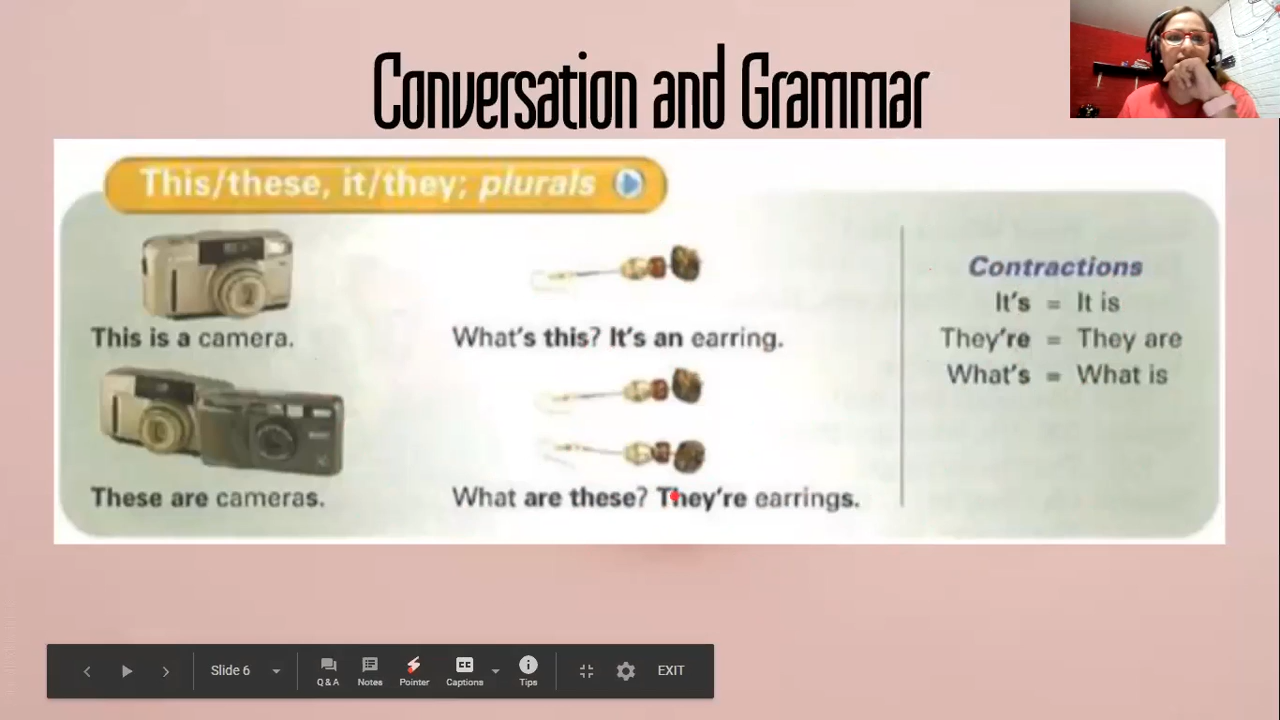 Conversation and Grammar
This/these, it/they; plurals
This is a camera.
What's this? It's an earring.
These are cameras.
What are these? They're earrings.
Contractions
It's = It is
They're = They are
What's = What is
Slide 6
Q&A
Notes
Pointer
CC
Captions
Tips
EXIT